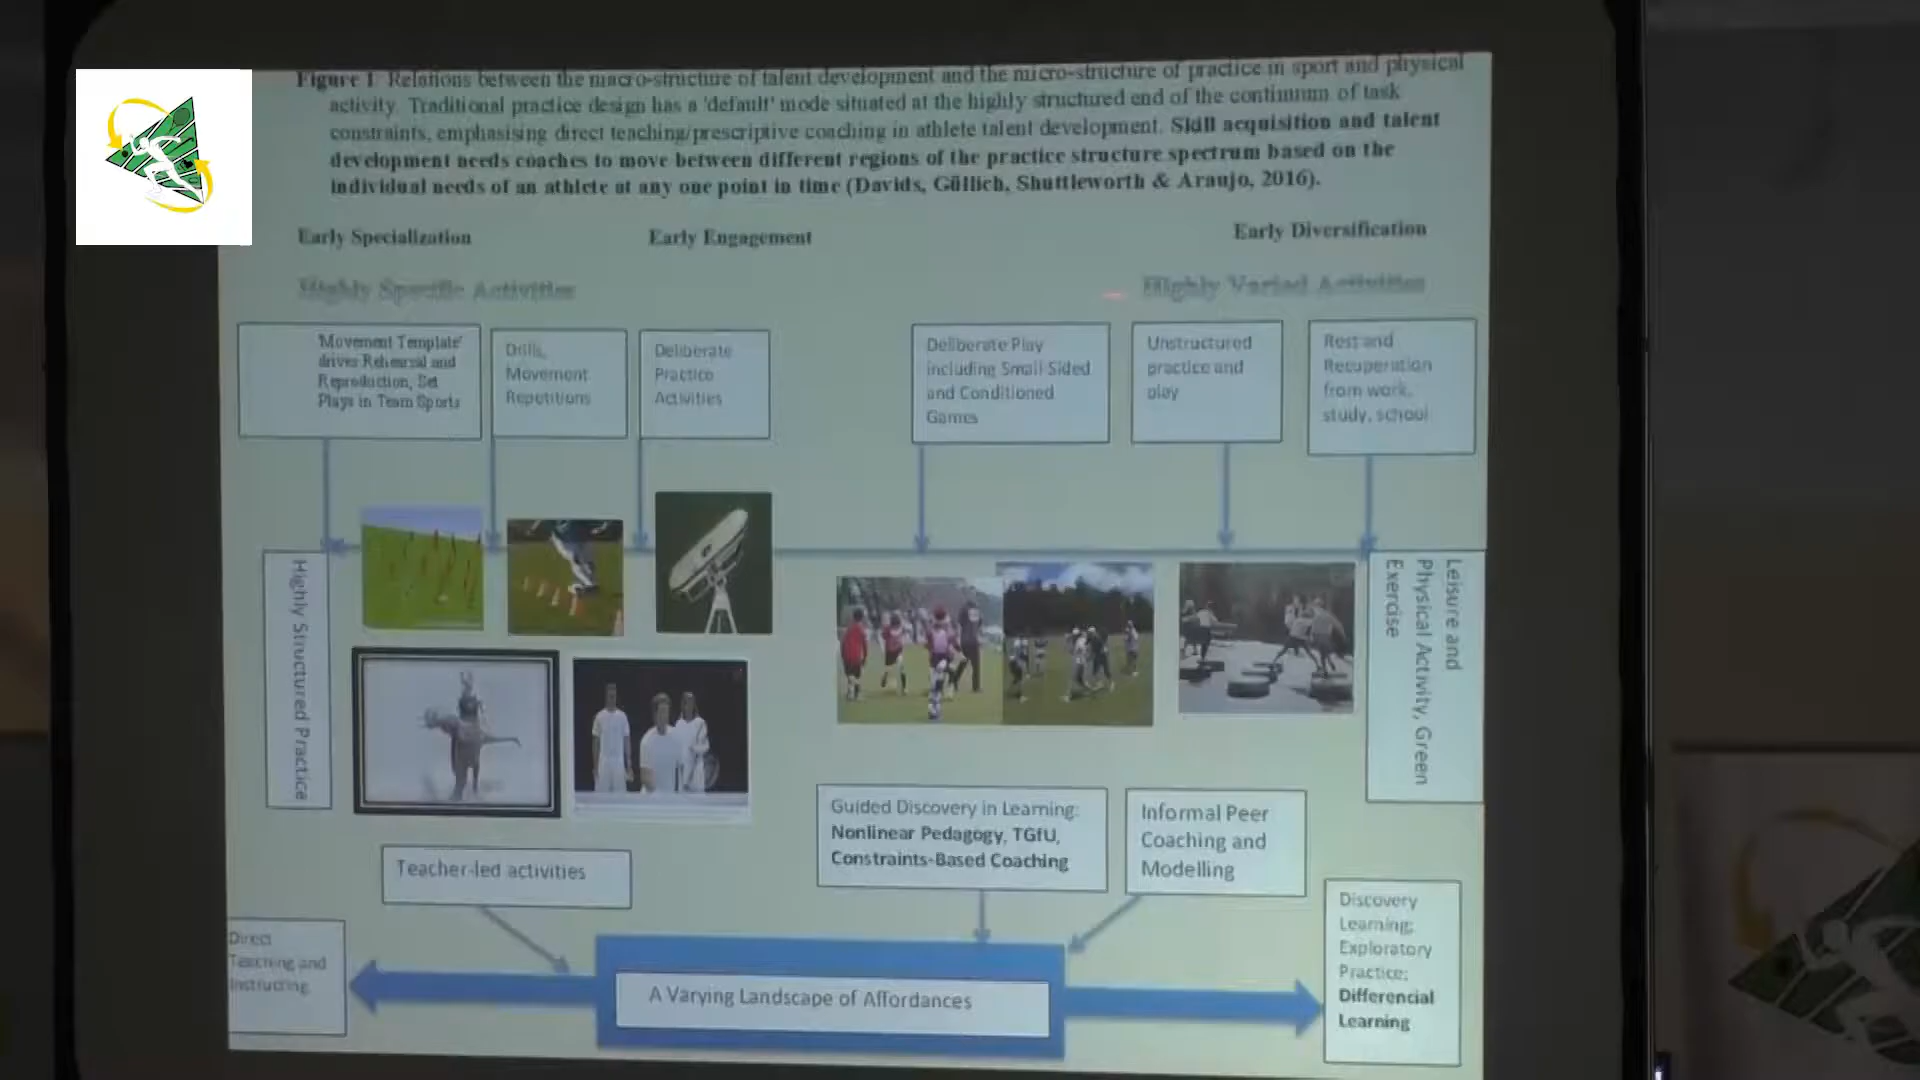 Figure 1. Relations between the macro-structure of talent development and the micro-structure of practice in sport and physical
activity. Traditional practice design has a 'default' mode situated at the highly structured end of the continuum of task
constraints, emphasising direct teaching/prescriptive coaching in athlete talent development. Skill acquisition and talent
development needs coaches to move between different regions of the practice structure spectrum based on the
individual needs of an athlete at any one point in time (Davids, Güllich, Shuttleworth & Araujo, 2016).
Early Specialization
Early Engagement
Early Diversification
Highly Specific Activities
Highly Varied Activities
'Movement Template'
drives Rehearsal and
Reproduction, Set
Plays in Team Sports
Drills,
Movement
Repetitions
Deliberate
Practice
Activities
Deliberate Play
including Small Sided
and Conditioned
Games
Unstructured
practice and
play
Rest and
Recuperation
from work,
study, school
Highly Structured Practice
Leisure and
Physical Activity, Green
Exercise
Teacher-led activities
Guided Discovery in Learning:
Nonlinear Pedagogy, TGfU,
Constraints-Based Coaching
Informal Peer
Coaching and
Modelling
Direct
Teaching and
Instructing
A Varying Landscape of Affordances
Discovery
Learning;
Exploratory
Practice;
Differencial
Learning